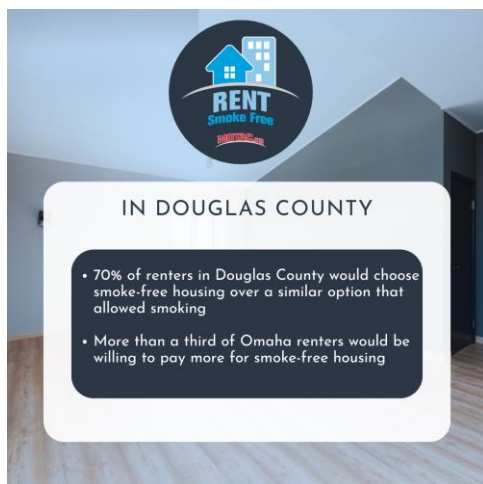 RENT
Smoke Free
IN DOUGLAS COUNTY
• 70% of renters in Douglas County would choose
smoke-free housing over a similar option that
allowed smoking
• More than a third of Omaha renters would be
willing to pay more for smoke-free housing